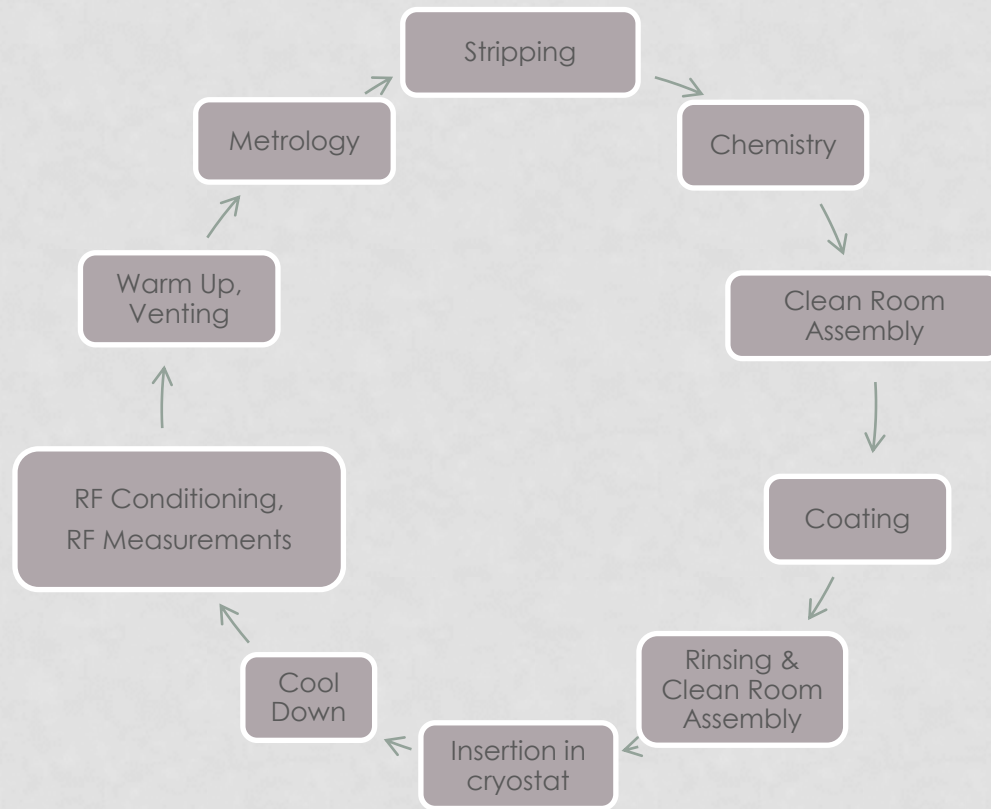 Stripping
Chemistry
Clean Room
Assembly
Coating
Rinsing &
Clean Room
Assembly
Insertion in
cryostat
Cool
Down
RF Conditioning,
RF Measurements
Warm Up,
Venting
Metrology